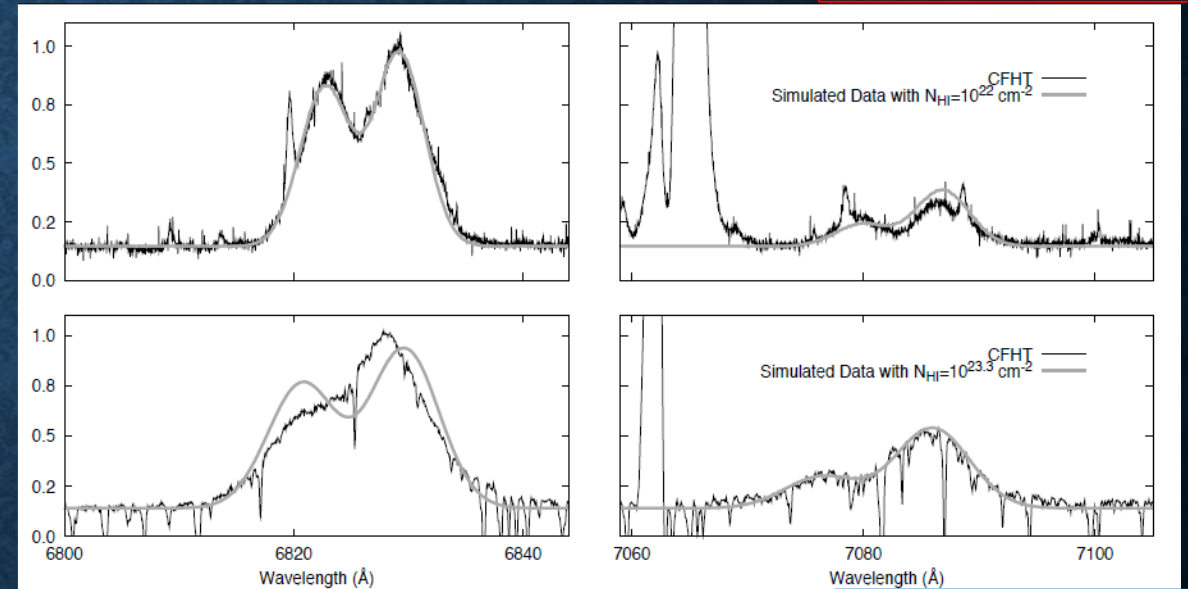 1.0
0.8
0.5
0.2
0.0
CFHT
Simulated Data with N_HI=10^22 cm^-2
1.0
0.8
0.5
0.2
0.0
6800 6820 6840
Wavelength (Å)
CFHT
Simulated Data with N_HI=10^23.3 cm^-2
7060 7080 7100
Wavelength (Å)